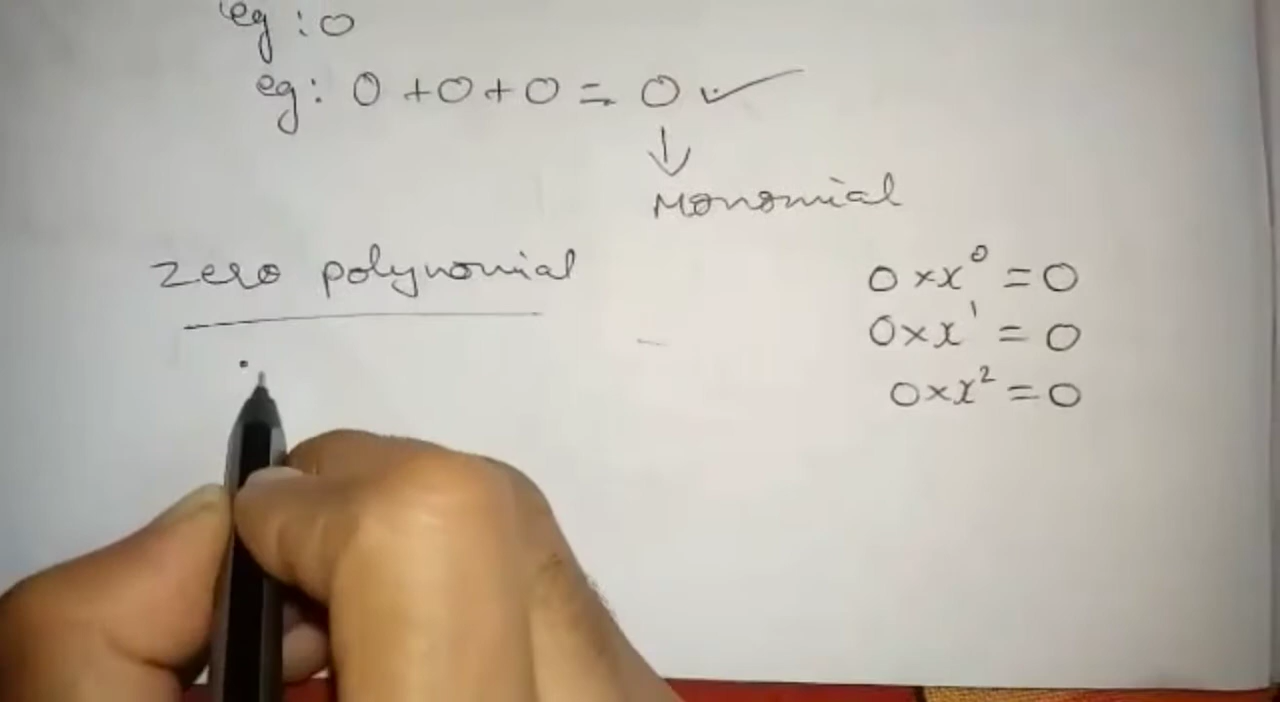 eg : 0
eg : 0 + 0 + 0 = 0 ✓
↓
Monomial
zero polynomial
0 × x⁰ = 0
0 × x¹ = 0
0 × x² = 0